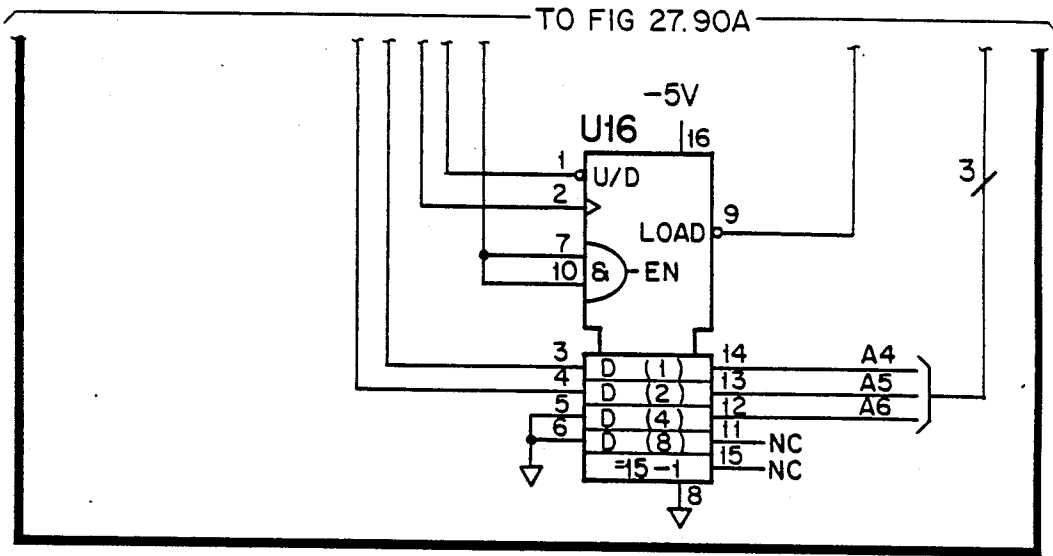 TO FIG 27.90A
-5V
U16
16
1
U/D
2
3
LOAD
9
7
10
&
EN
3
D
(1)
14
A4
4
D
(2)
13
A5
5
D
(4)
12
A6
6
D
(8)
11
NC
=15-1
15
NC
8